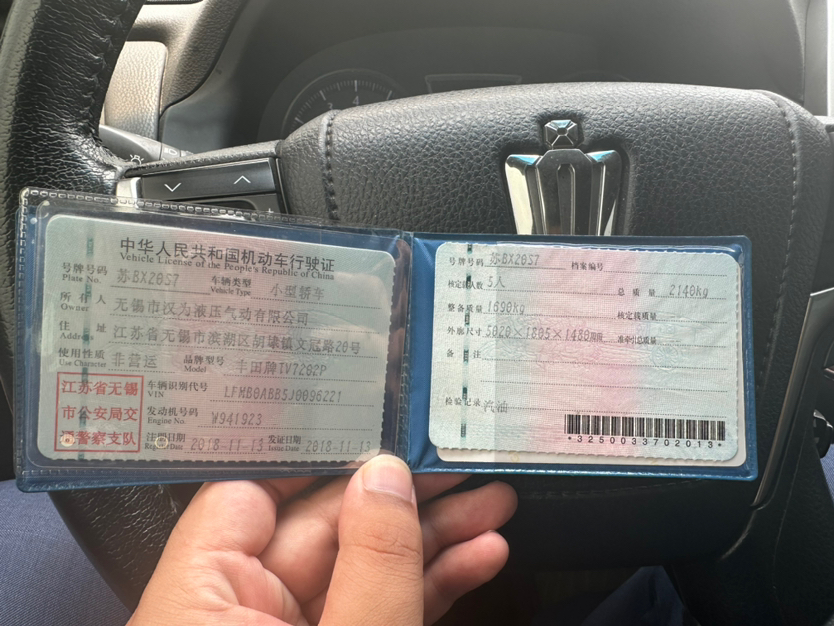 中华人民共和国机动车行驶证
Vehicle License of the People's Republic of China
号牌号码 苏BX20S7 车辆类型 小型轿车
Plate No. Vehicle Type
所有人 无锡市汉为液压气动有限公司
Owner
住址 江苏省无锡市滨湖区胡埭镇文冠路20号
Address
使用性质 非营运 品牌型号 丰田牌TV7202P
Use Character Model
江苏省无锡
市公安局交
通警察支队
车辆识别代号 LFMB0ABB5J0096221
VIN
发动机号码 W941923
Engine No.
注册日期 2018-11-13 发证日期 2018-11-13
Register Date Issue Date
号牌号码 苏BX20S7 档案编号
核定载人数 5人 总质量 2140kg
整备质量 1690kg 核定载质量
外廓尺寸 5020×1805×1480mm 准牵引总质量
备注
检验记录 汽油
*3250033702013*